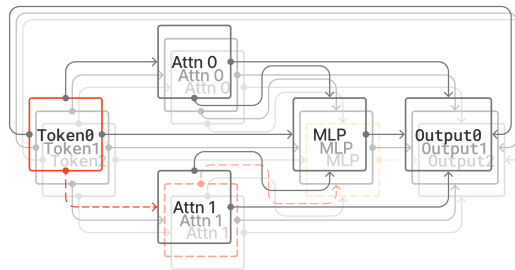 Attn 0
Attn 0
Attn 0
Token0
Token1
Token2
MLP
MLP
MLP
Output0
Output1
Output2
Attn 1
Attn 1
Attn 1